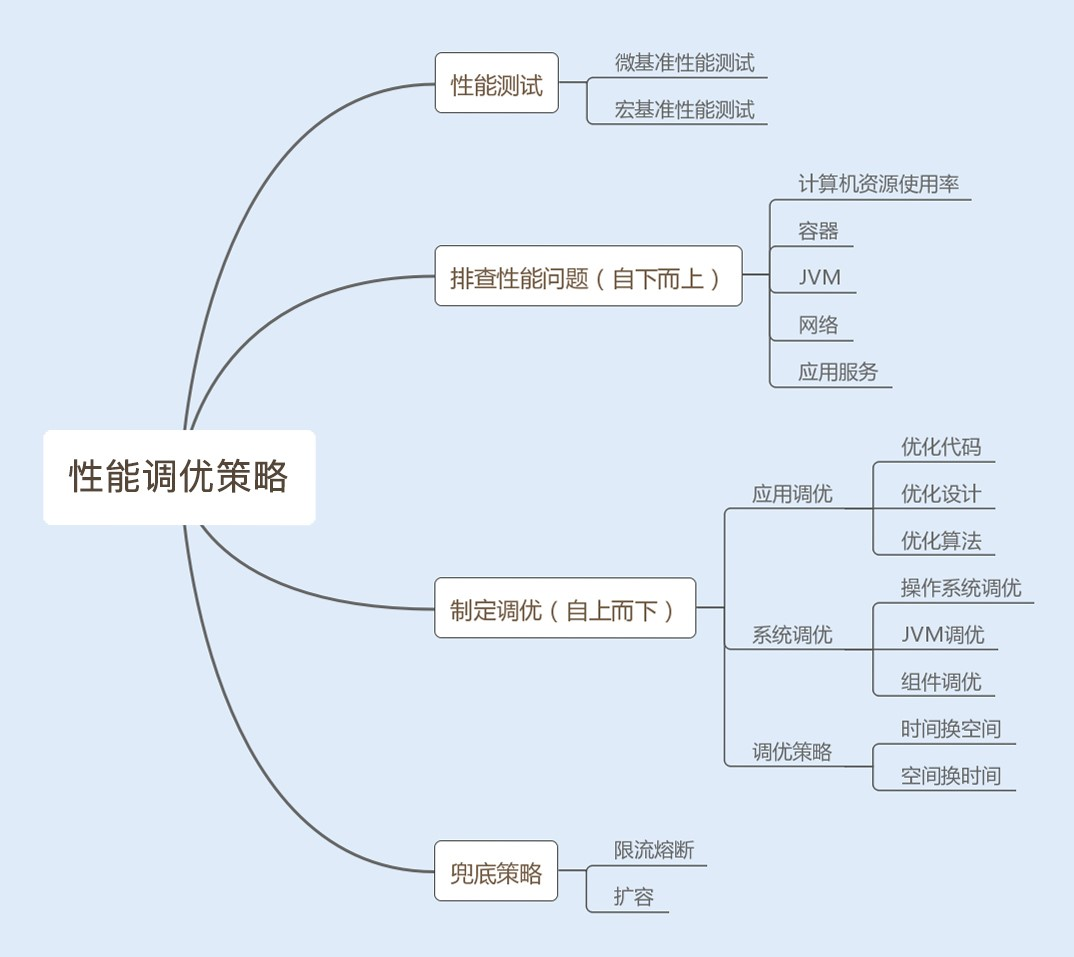 性能调优策略
性能测试
微基准性能测试
宏基准性能测试
排查性能问题（自下而上）
计算机资源使用率
容器
JVM
网络
应用服务
制定调优（自上而下）
应用调优
优化代码
优化设计
优化算法
系统调优
操作系统调优
JVM调优
组件调优
调优策略
时间换空间
空间换时间
兜底策略
限流熔断
扩容